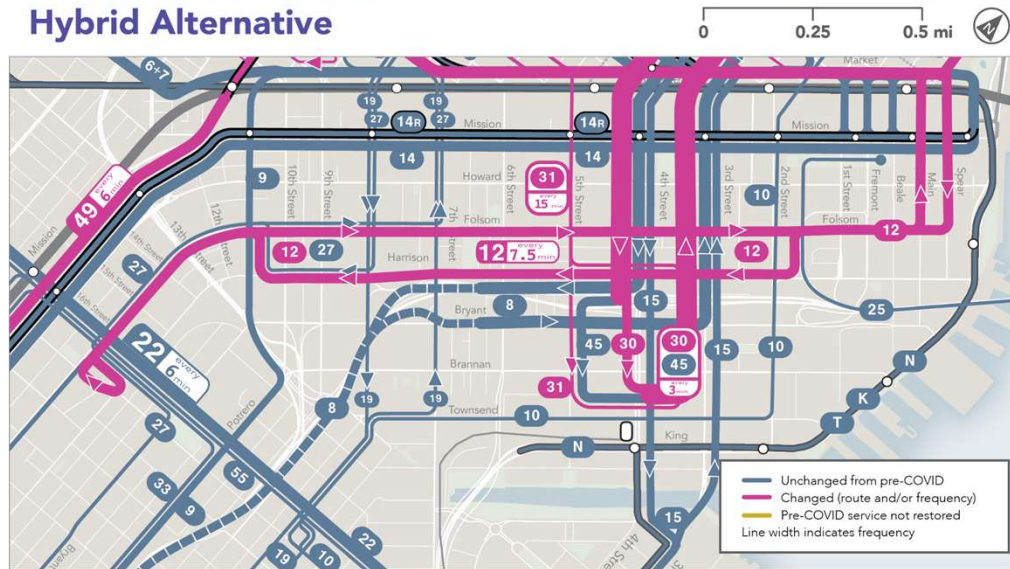 Hybrid Alternative
0 0.25 0.5 mi
6+7
Market
19
27
19
27
14R
Mission
14R
Mission
14
14
49
every
6
min
Mission
9
10th Street
9th Street
7th Street
6th Street
5th Street
4th Street
3rd Street
2nd Street
1st Street
Fremont
Beale
Main
Spear
Howard
31
every
15 min
10
12th Street
13th Street
14th Street
15th Street
16th Street
27
Folsom
Folsom
12
12
27
Harrison
12
every
7.5 min
12
8
15
25
Bryant
22
every
6
min
45
30
30
45
every
3 min
15
10
Brannan
N
31
19
19
8
Townsend
10
K
T
Potrero
27
N
King
55
33
9
Bryant
22
19
10
15
4th Str
Unchanged from pre-COVID
Changed (route and/or frequency)
Pre-COVID service not restored
Line width indicates frequency